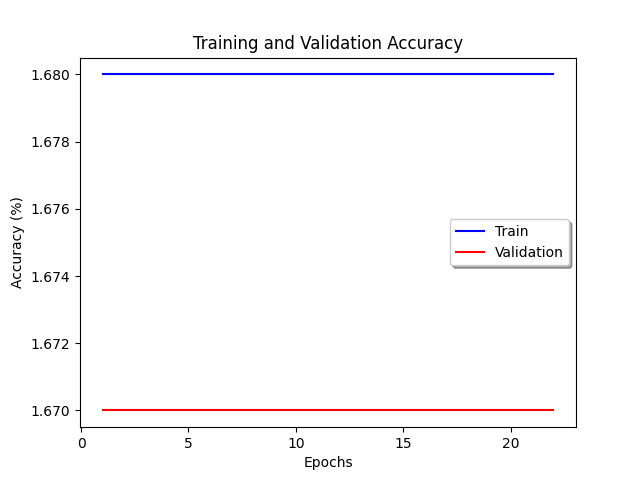 Training and Validation Accuracy
1.680
1.678
1.676
1.674
1.672
1.670
Accuracy (%)
Train
Validation
0
5
10
15
20
Epochs